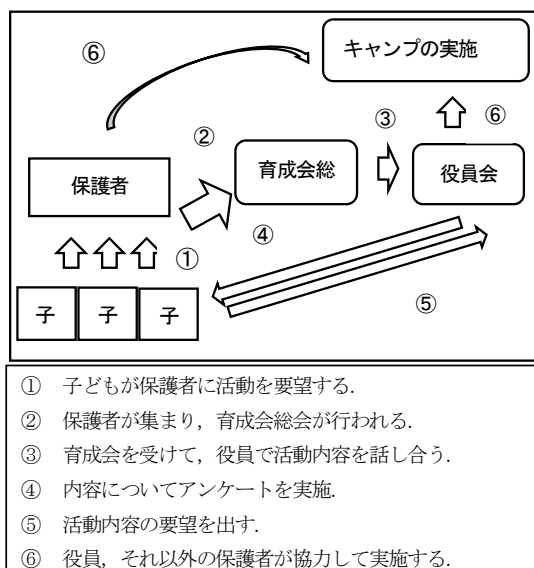 ⑥
キャンプの実施
③
⑥
②
保護者
育成会総
役員会
④
①
子 子 子
⑤
① 子どもが保護者に活動を要望する.
② 保護者が集まり，育成会総会が行われる.
③ 育成会を受けて，役員で活動内容を話し合う.
④ 内容についてアンケートを実施.
⑤ 活動内容の要望を出す.
⑥ 役員，それ以外の保護者が協力して実施する.